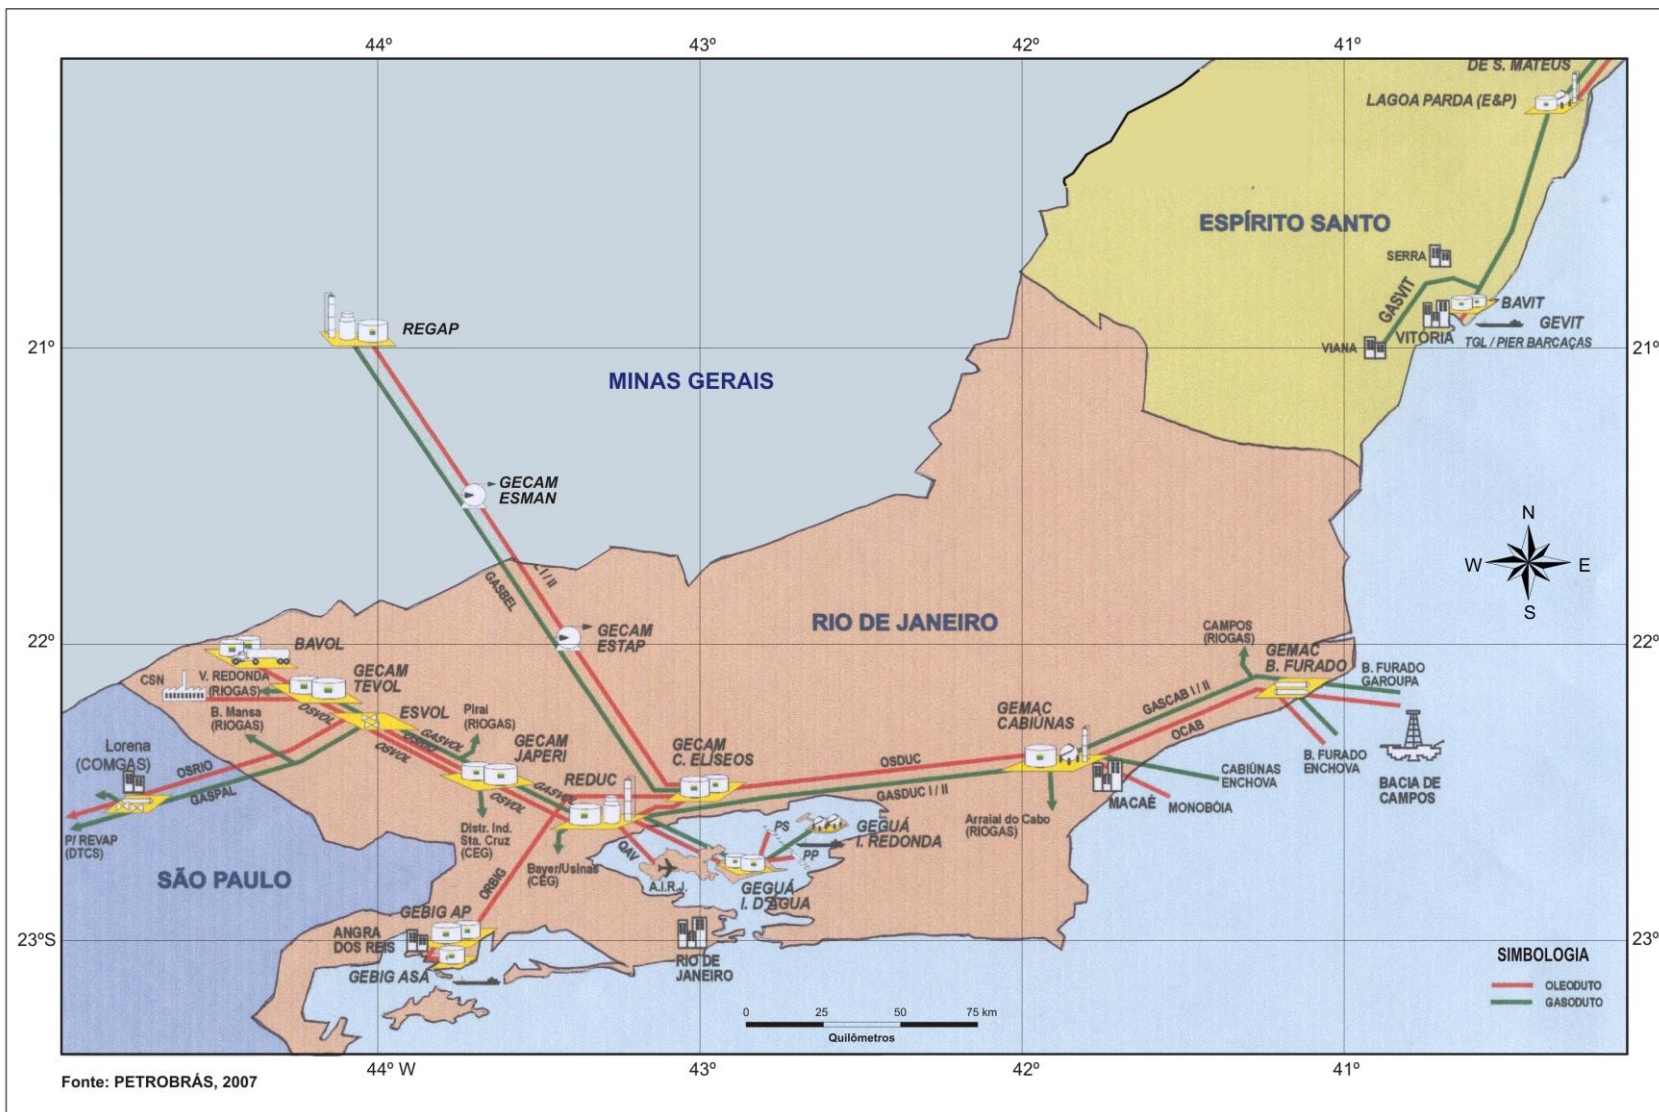 44º 43º 42º 41º
DE S. MATEUS
LAGOA PARDA (E&P)
ESPÍRITO SANTO
SERRA
GASVIT
BAVIT
GEVIT
VITORIA
TGL / PIER BARCAÇAS
VIANA
REGAP
21º
21º
MINAS GERAIS
GECAM
ESMAN
N
W E
S
GASBEL
I / II
GECAM
ESTAP
RIO DE JANEIRO
22º
22º
BAVOL
CAMPOS
(RIOGAS)
GEMAC
B. FURADO
B. FURADO
GAROUPA
CSN
V. REDONDA
(RIOGAS)
GECAM
TEVOL
B. Mansa
(RIOGAS)
OSVOL
ESVOL
Pirai
(RIOGAS)
GASVOL
OSRIO
OSVOL
GECAM
JAPERI
GEMAC
CABIÚNAS
GASCAB I / II
OCAB
Lorena
(COMGAS)
OSRIO
GASPAL
GECAM
C. ELÍSEOS
REDUC
OSDUC
GASDUC I / II
B. FURADO
ENCHOVA
CABIÚNAS
ENCHOVA
BACIA DE
CAMPOS
MACAÉ
MONOBÓIA
GASVOL
OSVOL
P/ REVAP
(DTCS)
Distr. Ind.
Sta. Cruz
(CEG)
Arraial do Cabo
(RIOGAS)
PS
GEGUÁ
I. REDONDA
PP
QAV
Bayer/Usinas
(CEG)
A.I.R.J.
SÃO PAULO
ORBIG
GEGUÁ
I. D'ÁGUA
GEBIG AP
ANGRA
DOS REIS
23ºS
23º
GEBIG ASA
RIO DE
JANEIRO
SIMBOLOGIA
OLEODUTO
GASODUTO
0 25 50 75 km
Quilômetros
44º W 43º 42º 41º
Fonte: PETROBRÁS, 2007